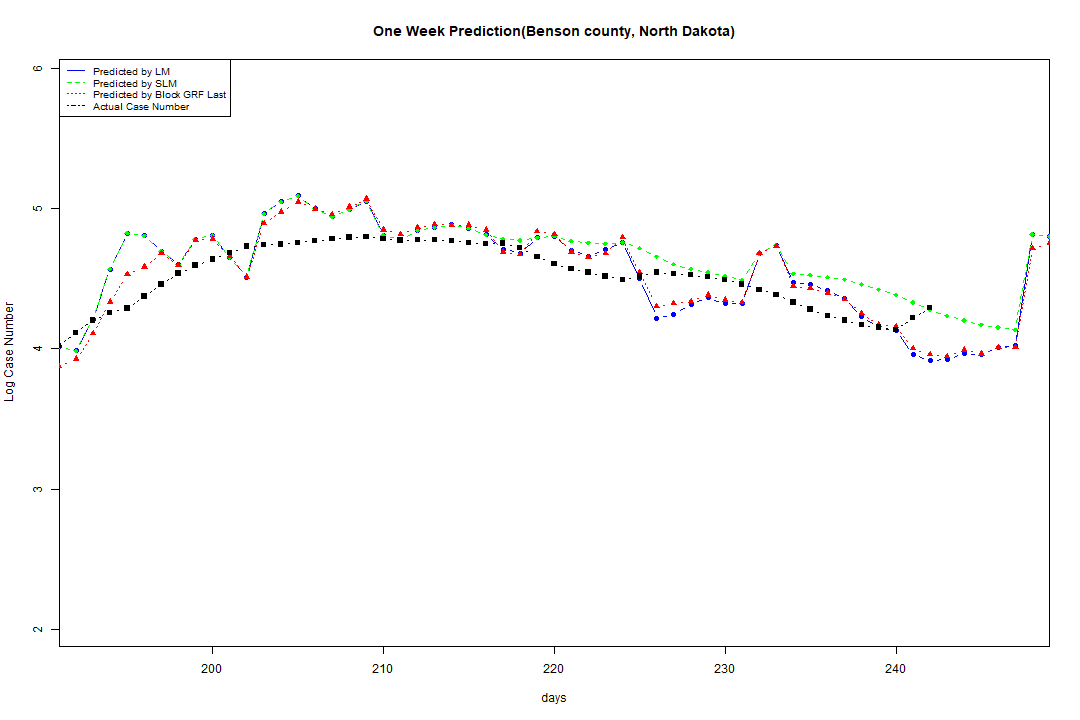 One Week Prediction(Benson county, North Dakota)
6
Predicted by LM
Predicted by SLM
Predicted by Block GRF Last
Actual Case Number
5
4
3
2
Log Case Number
200 210 220 230 240
days